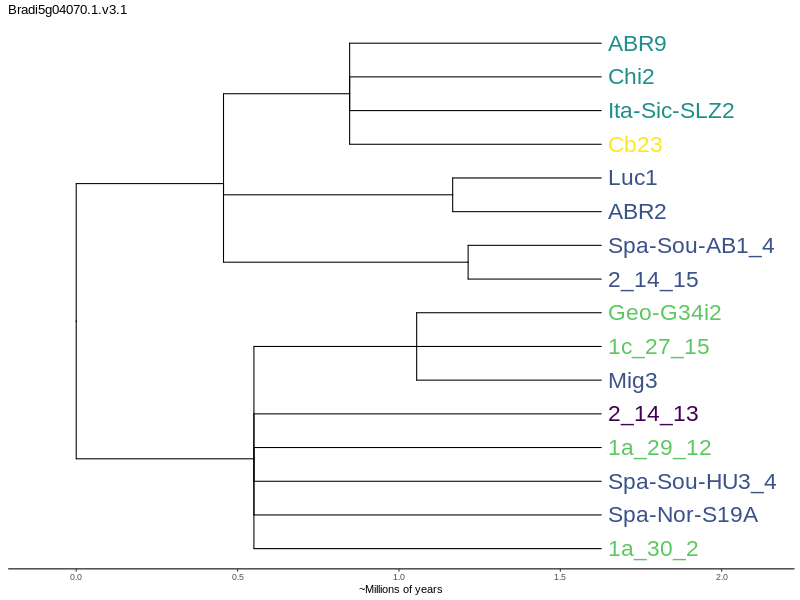 Bradi5g04070.1.v3.1
ABR9
Chi2
Ita-Sic-SLZ2
Cb23
Luc1
ABR2
Spa-Sou-AB1_4
2_14_15
Geo-G34i2
1c_27_15
Mig3
2_14_13
1a_29_12
Spa-Sou-HU3_4
Spa-Nor-S19A
1a_30_2
0.0 0.5 1.0 1.5 2.0
~Millions of years